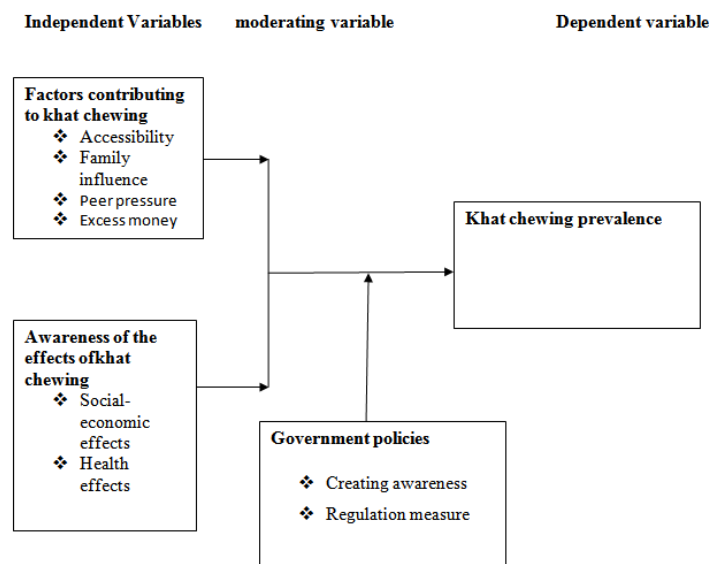 Independent Variables moderating variable Dependent variable
Factors contributing
to khat chewing
❖ Accessibility
❖ Family
influence
❖ Peer pressure
❖ Excess money
Khat chewing prevalence
Awareness of the
effects ofkhat
chewing
❖ Social-
economic
effects
❖ Health
effects
Government policies
❖ Creating awareness
❖ Regulation measure